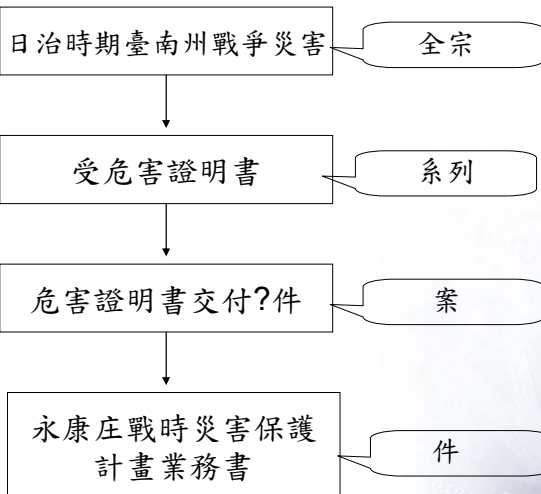 日治時期臺南州戰爭災害
全宗
受危害證明書
系列
危害證明書交付?件
案
永康庄戰時災害保護
計畫業務書
件